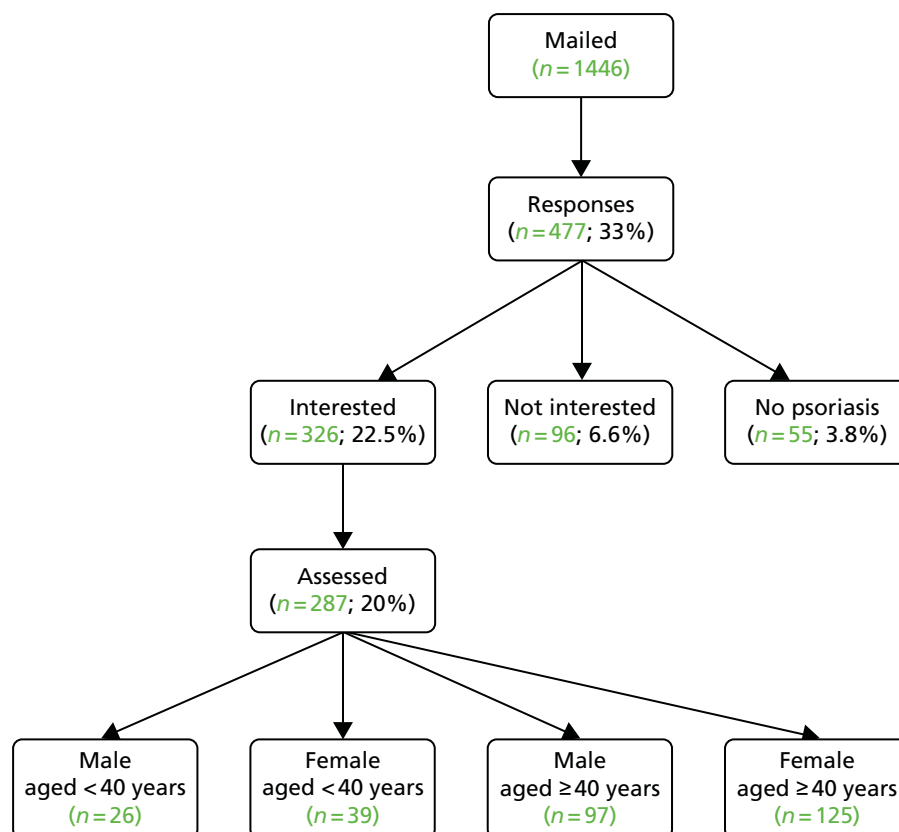 Mailed
(n = 1446)
Responses
(n = 477; 33%)
Interested
(n = 326; 22.5%)
Not interested
(n = 96; 6.6%)
No psoriasis
(n = 55; 3.8%)
Assessed
(n = 287; 20%)
Male
aged < 40 years
(n = 26)
Female
aged < 40 years
(n = 39)
Male
aged ≥ 40 years
(n = 97)
Female
aged ≥ 40 years
(n = 125)